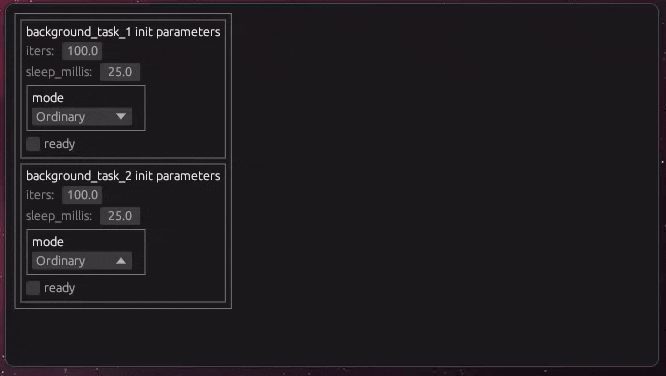 background_task_1 init parameters
iters: 100.0
sleep_millis: 25.0
mode
Ordinary
ready
background_task_2 init parameters
iters: 100.0
sleep_millis: 25.0
mode
Ordinary
ready